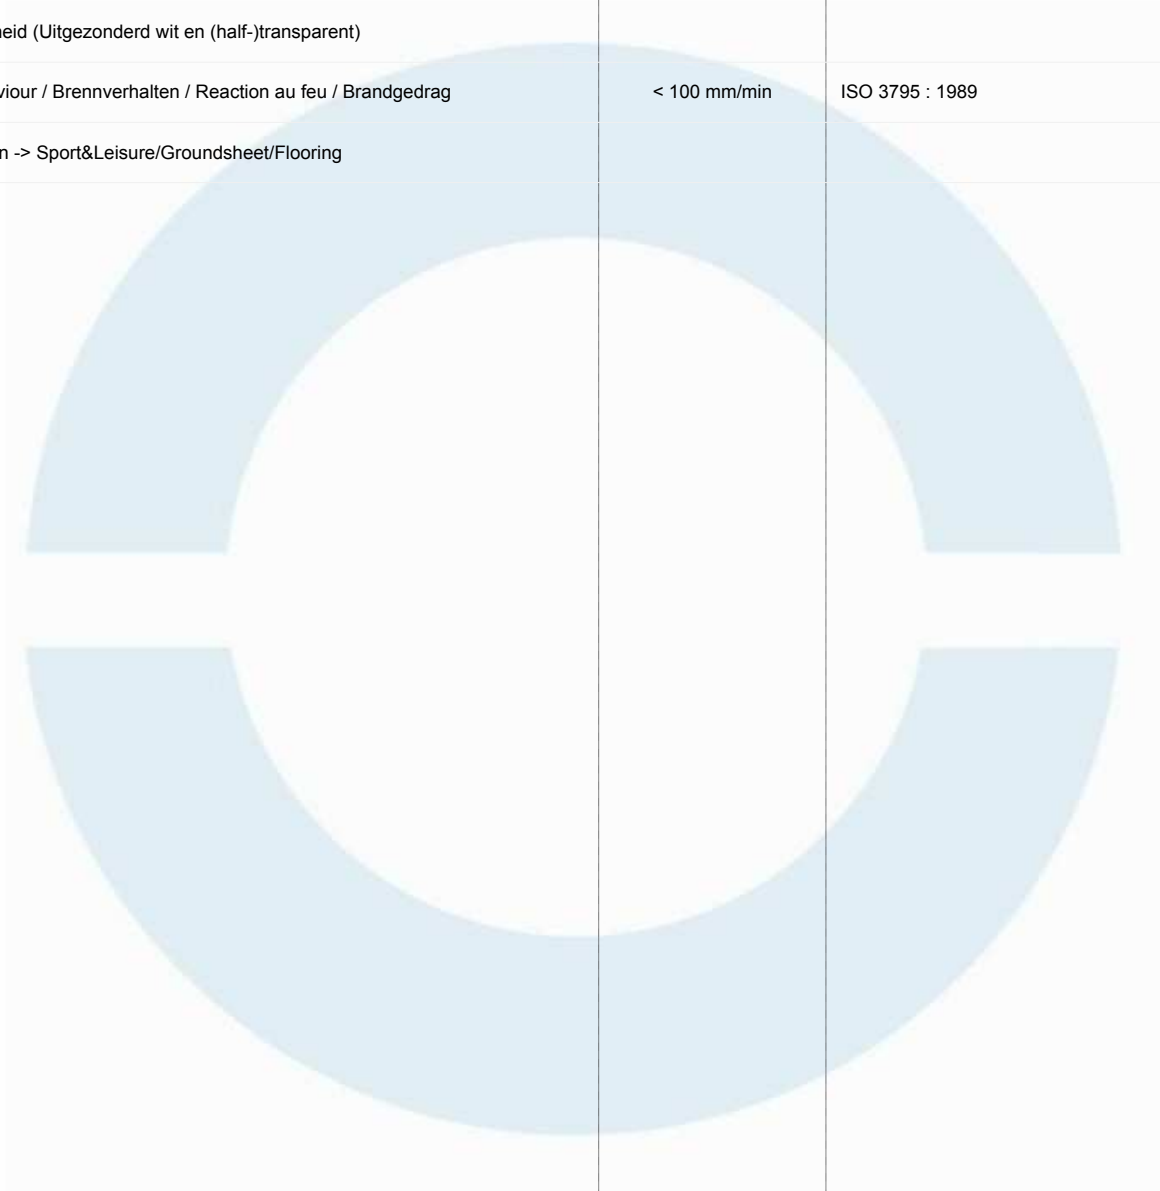 eid (Uitgezonderd wit en (half-)transparent)
viour / Brennverhalten / Reaction au feu / Brandgedrag < 100 mm/min ISO 3795 : 1989
n -> Sport&Leisure/Groundsheet/Flooring